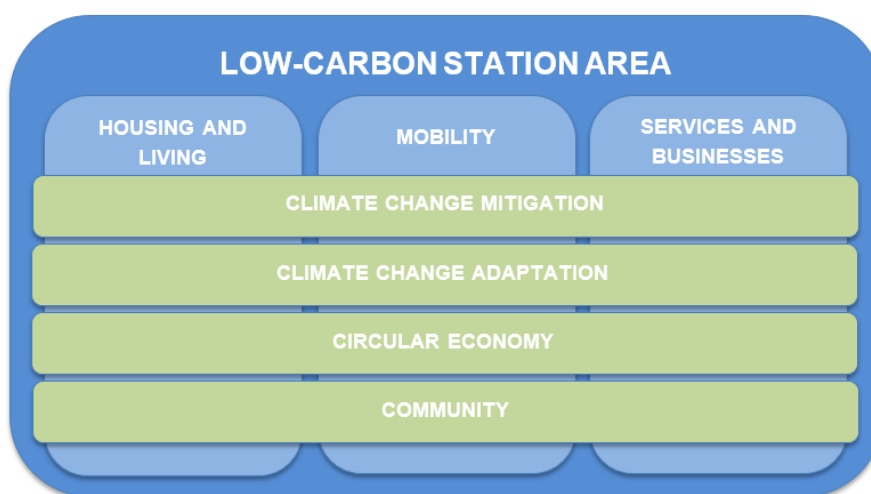 LOW-CARBON STATION AREA
HOUSING AND
LIVING
MOBILITY
SERVICES AND
BUSINESSES
CLIMATE CHANGE MITIGATION
CLIMATE CHANGE ADAPTATION
CIRCULAR ECONOMY
COMMUNITY